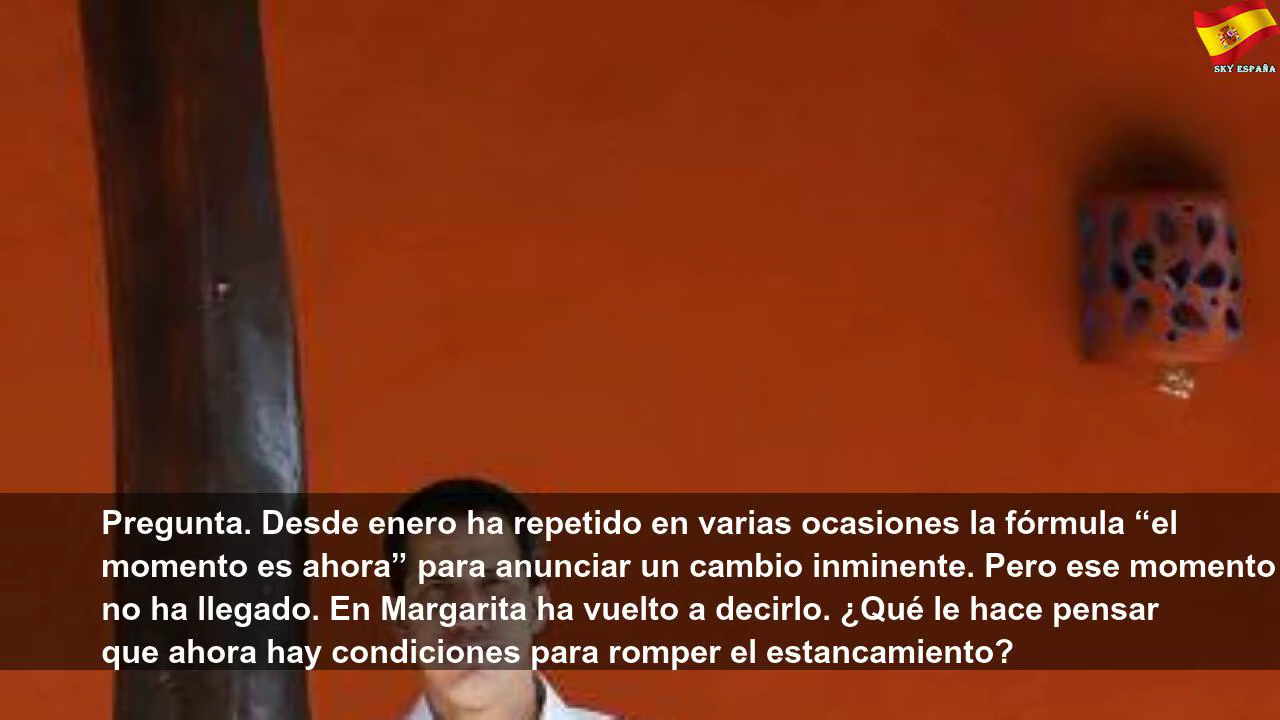 SKY ESPAÑA
Pregunta. Desde enero ha repetido en varias ocasiones la fórmula “el
momento es ahora” para anunciar un cambio inminente. Pero ese momento
no ha llegado. En Margarita ha vuelto a decirlo. ¿Qué le hace pensar
que ahora hay condiciones para romper el estancamiento?